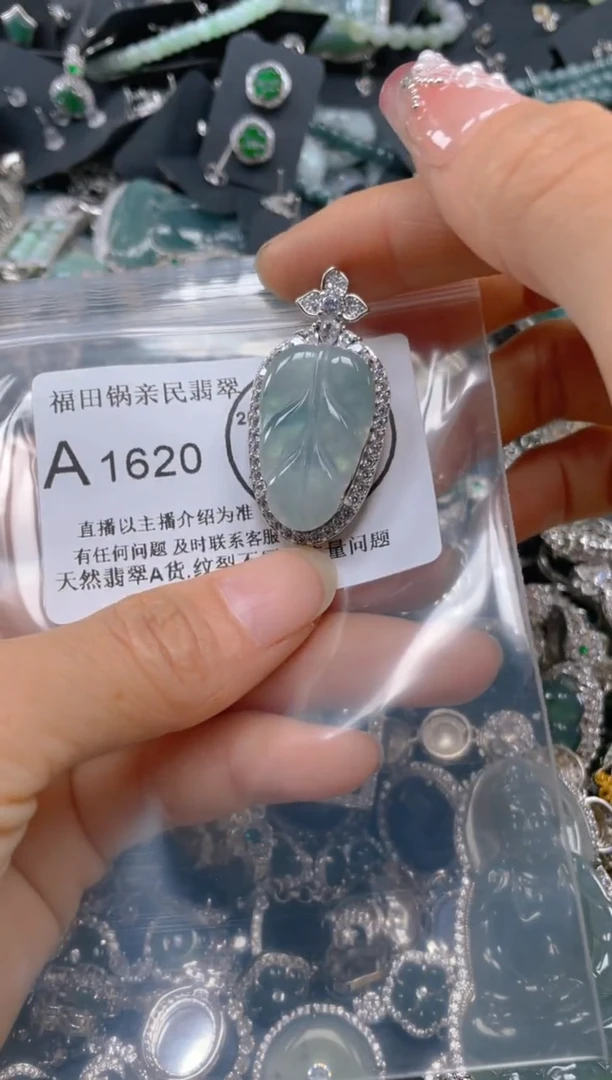 福田锅亲民翡翠
2
A 1620
直播以主播介绍为准
有任何问题 及时联系客服
天然翡翠A货.纹裂不 量问题